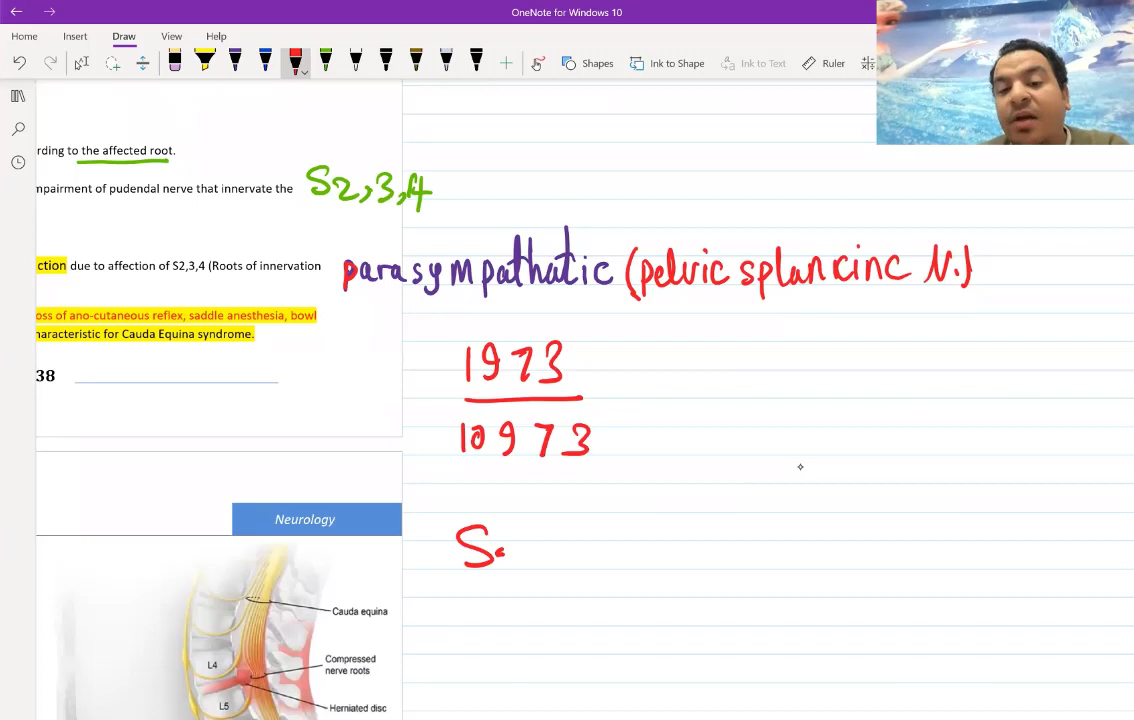 OneNote for Windows 10
Home Insert Draw View Help
Shapes Ink to Shape Ink to Text Ruler
rding to the affected root.
mpairment of pudendal nerve that innervate the S2,3,4
ction due to affection of S2,3,4 (Roots of innervation
parasympathatic (pelvic splancinc N.)
oss of ano-cutaneous reflex, saddle anesthesia, bowl
haracteristic for Cauda Equina syndrome.
38
1973
10973
Neurology
S
Cauda equina
L4
Compressed
nerve roots
L5
Herniated disc